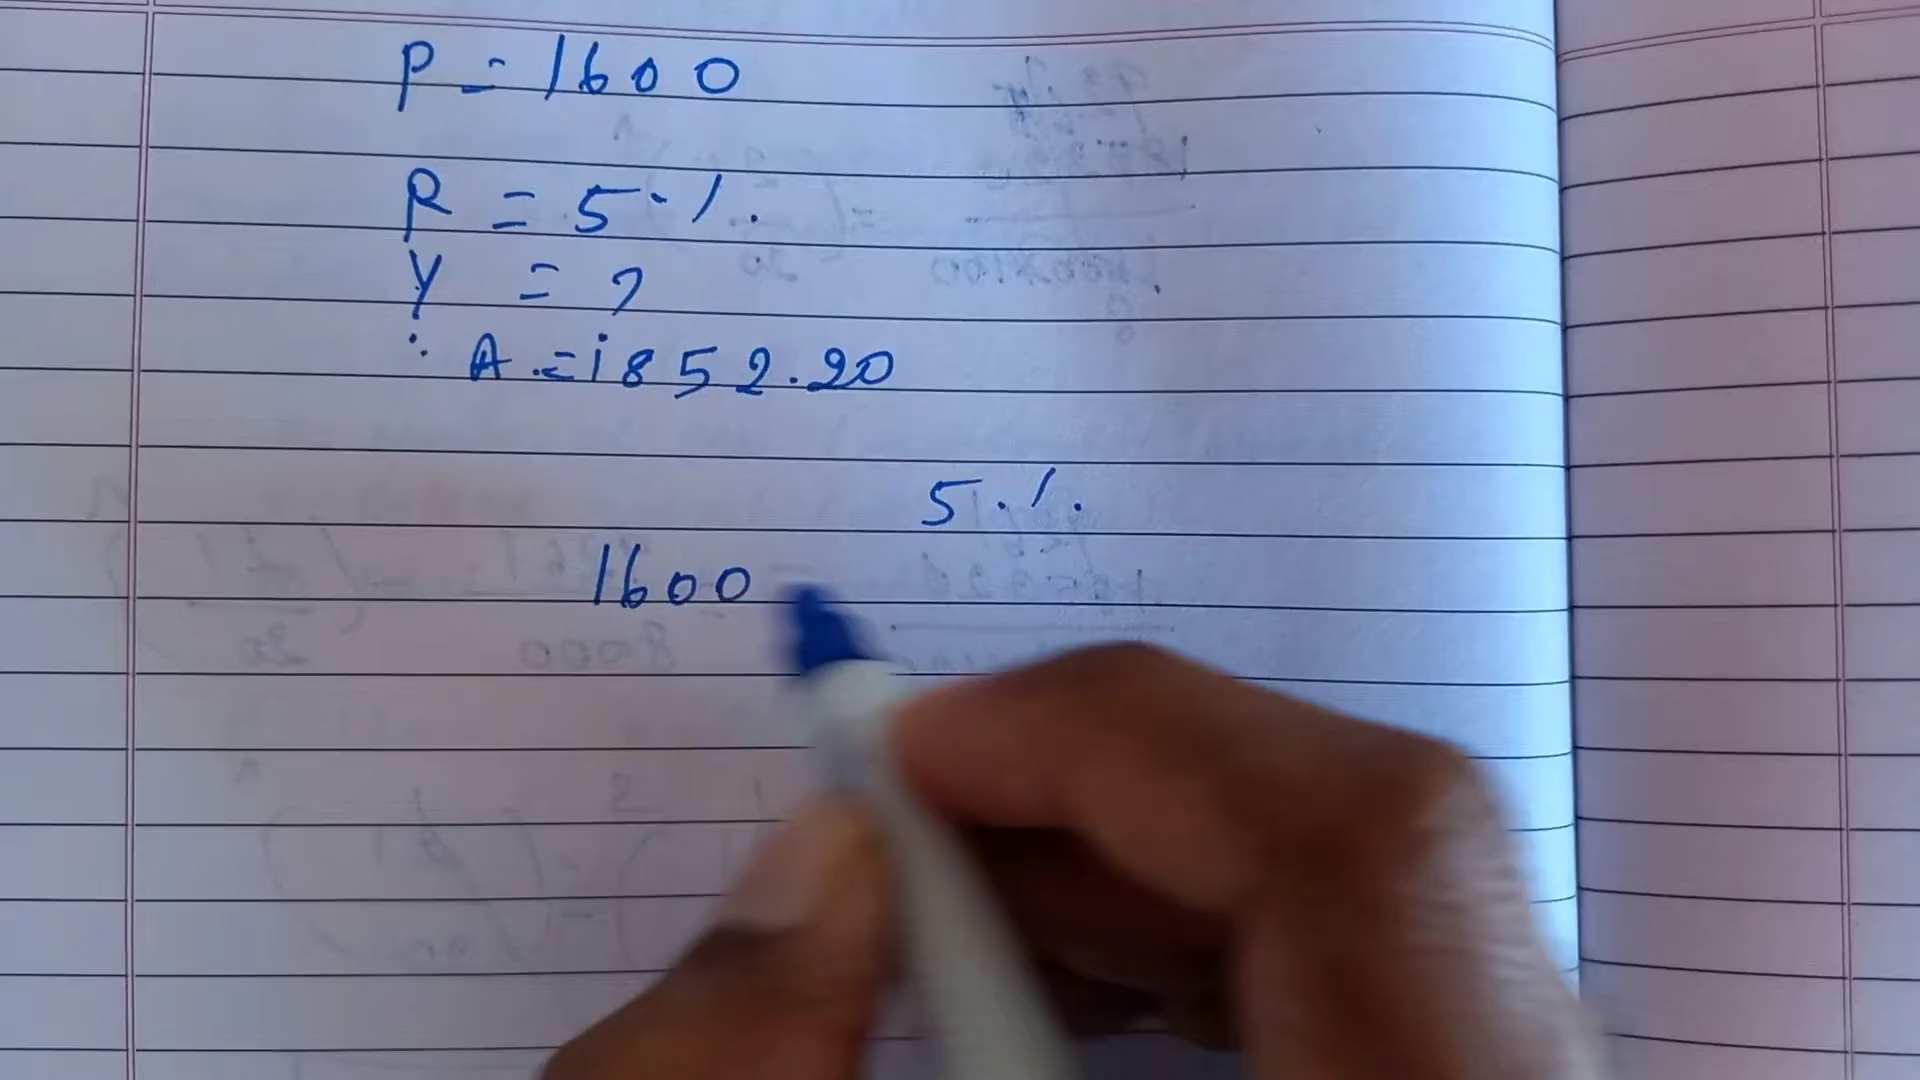 P = 1600
R = 5%.
Y = ?
∴ A = 1852.20
5%.
1600